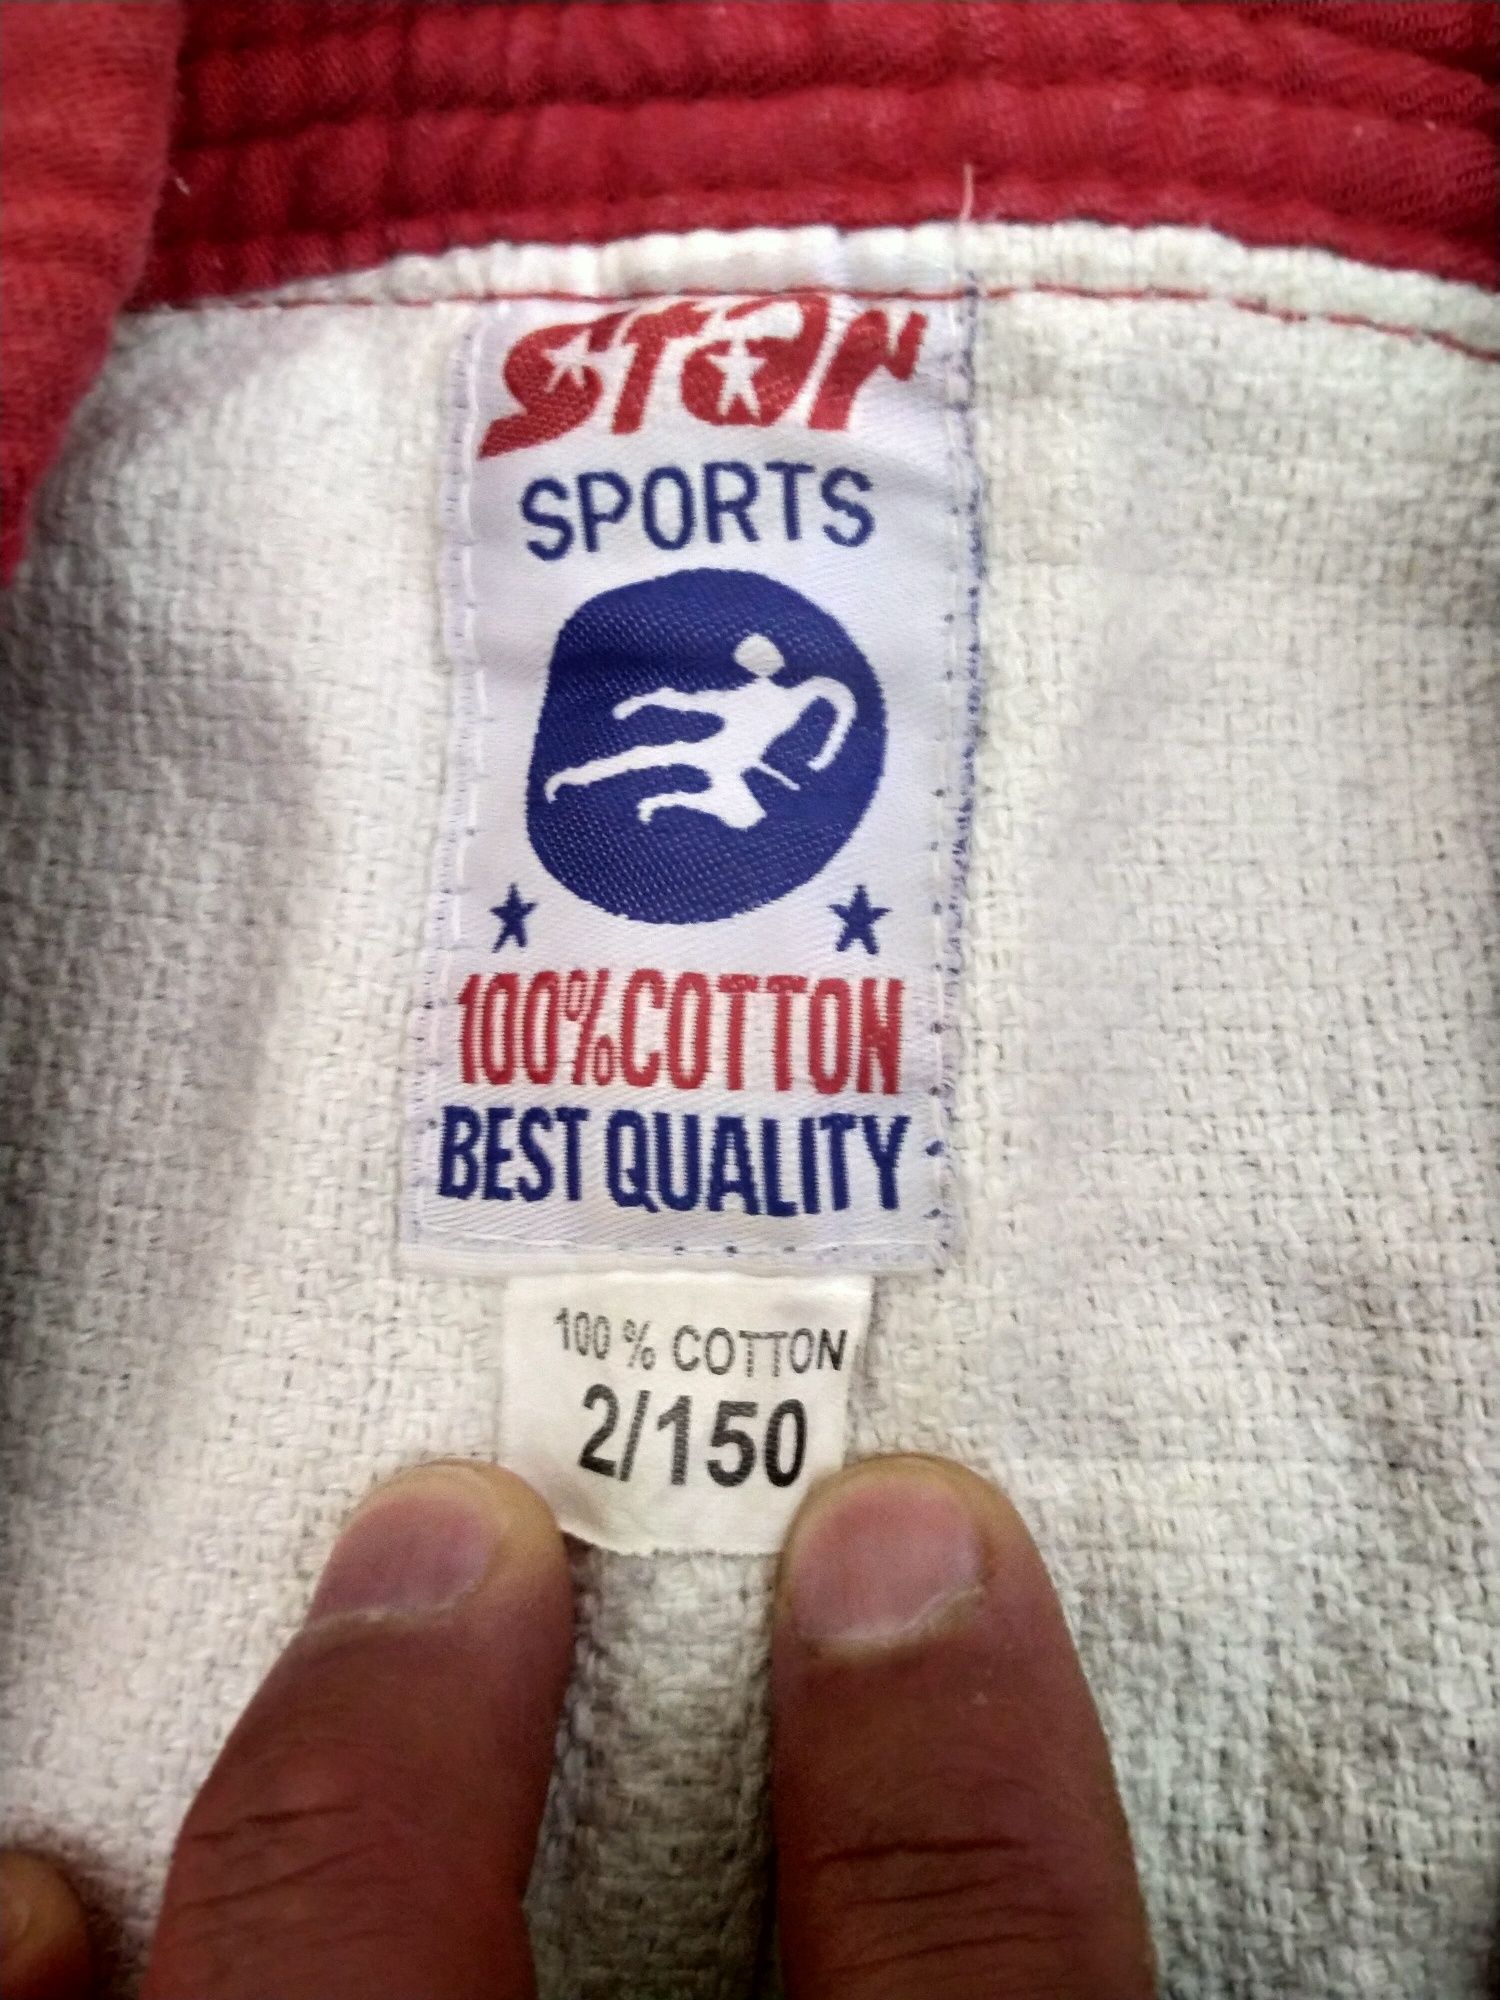 Star
SPORTS
100%COTTON
BEST QUALITY
100 % COTTON
2/150